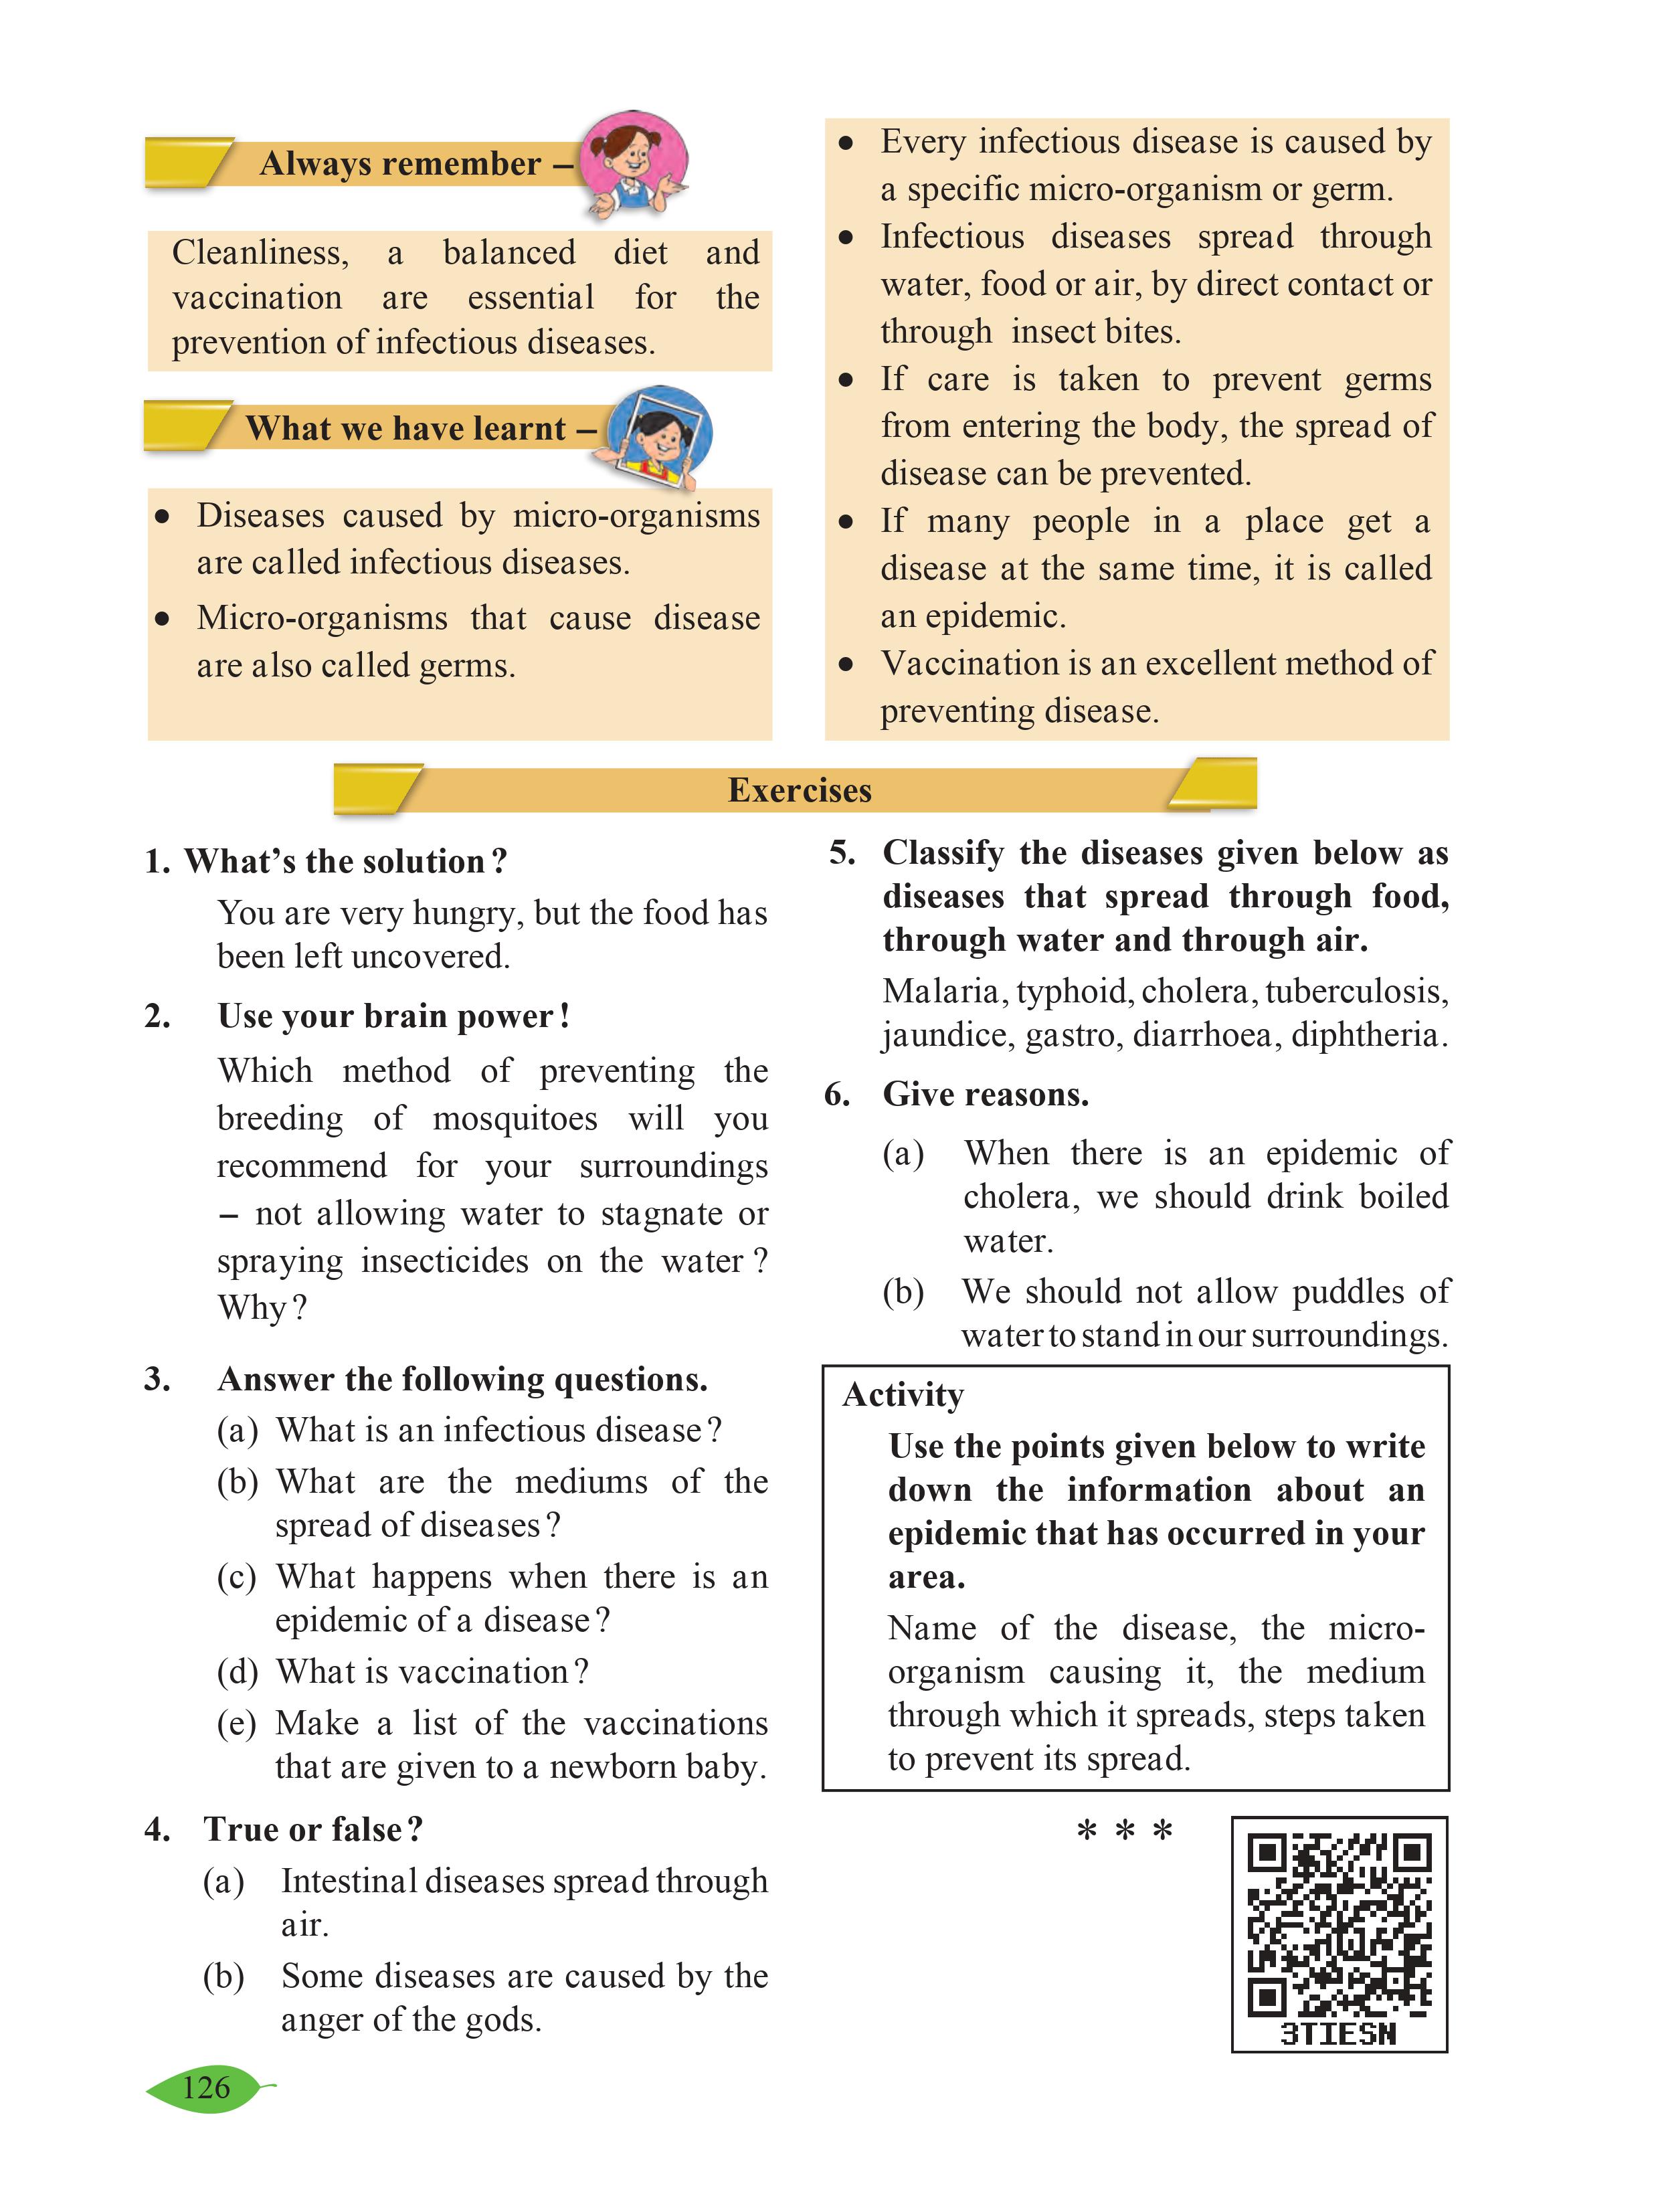 Always remember –
Cleanliness, a balanced diet and
vaccination are essential for the
prevention of infectious diseases.
What we have learnt –
• Diseases caused by micro-organisms
are called infectious diseases.
• Micro-organisms that cause disease
are also called germs.
• Every infectious disease is caused by
a specific micro-organism or germ.
• Infectious diseases spread through
water, food or air, by direct contact or
through insect bites.
• If care is taken to prevent germs
from entering the body, the spread of
disease can be prevented.
• If many people in a place get a
disease at the same time, it is called
an epidemic.
• Vaccination is an excellent method of
preventing disease.
Exercises
1. What's the solution ?
You are very hungry, but the food has
been left uncovered.
2. Use your brain power !
Which method of preventing the
breeding of mosquitoes will you
recommend for your surroundings
– not allowing water to stagnate or
spraying insecticides on the water ?
Why ?
3. Answer the following questions.
(a) What is an infectious disease ?
(b) What are the mediums of the
spread of diseases ?
(c) What happens when there is an
epidemic of a disease ?
(d) What is vaccination ?
(e) Make a list of the vaccinations
that are given to a newborn baby.
4. True or false ?
(a) Intestinal diseases spread through
air.
(b) Some diseases are caused by the
anger of the gods.
5. Classify the diseases given below as
diseases that spread through food,
through water and through air.
Malaria, typhoid, cholera, tuberculosis,
jaundice, gastro, diarrhoea, diphtheria.
6. Give reasons.
(a) When there is an epidemic of
cholera, we should drink boiled
water.
(b) We should not allow puddles of
water to stand in our surroundings.
Activity
Use the points given below to write
down the information about an
epidemic that has occurred in your
area.
Name of the disease, the micro-
organism causing it, the medium
through which it spreads, steps taken
to prevent its spread.
* * *
3TIESN
126